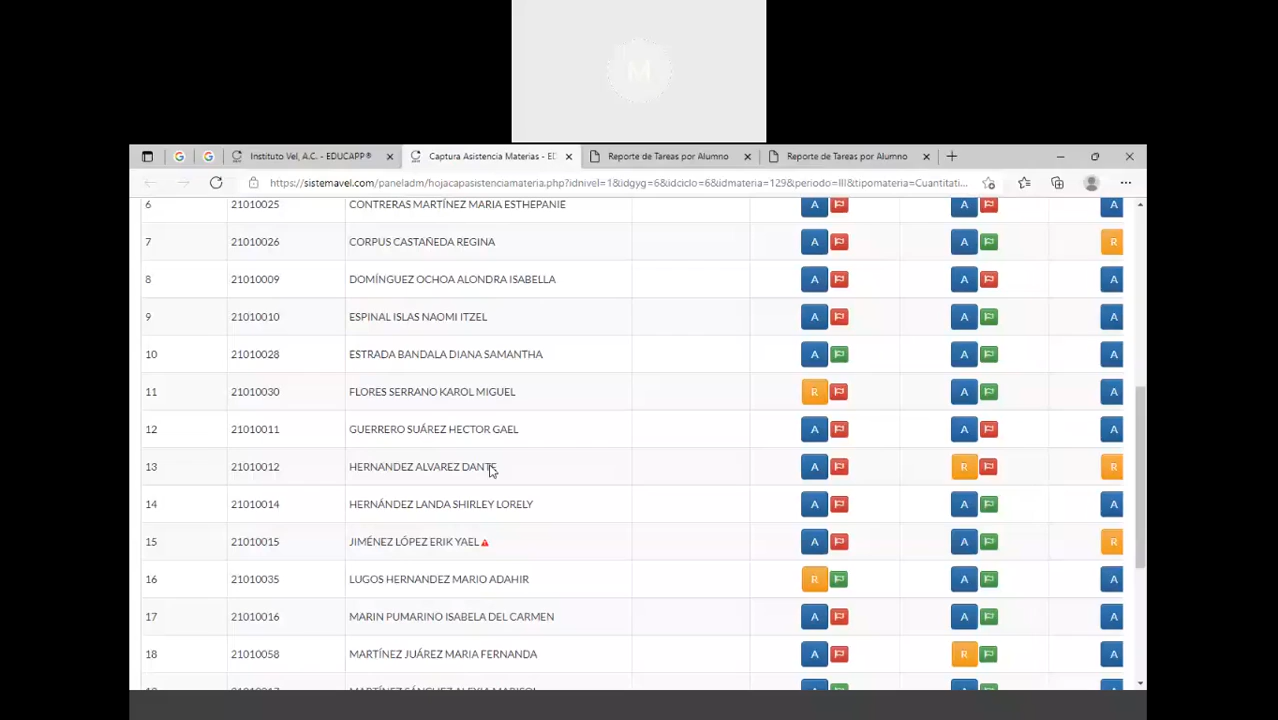 M
Instituto Vel, A.C. - EDUCAPP®
Captura Asistencia Materias - ED
Reporte de Tareas por Alumno
Reporte de Tareas por Alumno
https://sistemavel.com/paneladm/hojacapasistenciamateria.php?idnivel=1&idgyg=6&idciclo=6&idmateria=129&periodo=III&tipomateria=Cuantitati...
6 21010025 CONTRERAS MARTÍNEZ MARIA ESTHEPANIE A A A
7 21010026 CORPUS CASTAÑEDA REGINA A A R
8 21010009 DOMÍNGUEZ OCHOA ALONDRA ISABELLA A A A
9 21010010 ESPINAL ISLAS NAOMI ITZEL A A A
10 21010028 ESTRADA BANDALA DIANA SAMANTHA A A A
11 21010030 FLORES SERRANO KAROL MIGUEL R A A
12 21010011 GUERRERO SUÁREZ HECTOR GAEL A A A
13 21010012 HERNANDEZ ALVAREZ DANTE A R R
14 21010014 HERNÁNDEZ LANDA SHIRLEY LORELY A A A
15 21010015 JIMÉNEZ LÓPEZ ERIK YAEL A A R
16 21010035 LUGOS HERNANDEZ MARIO ADAHIR R A A
17 21010016 MARIN PUMARINO ISABELA DEL CARMEN A A A
18 21010058 MARTÍNEZ JUÁREZ MARIA FERNANDA A R A